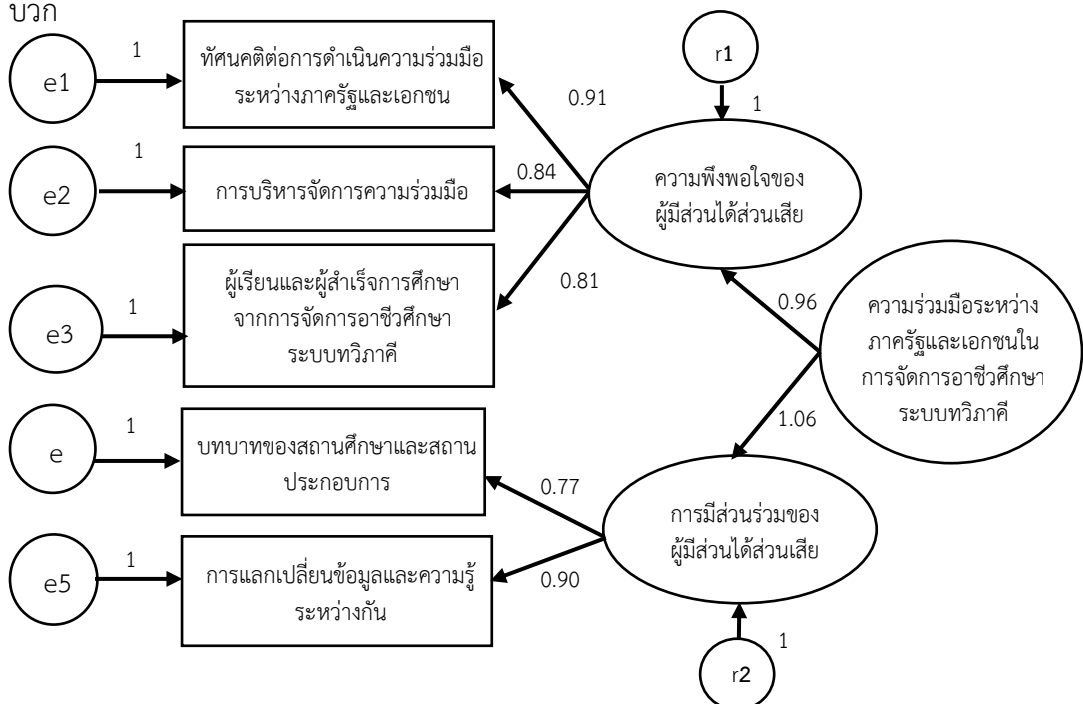 บวก
e1
1
ทัศนคติต่อการดำเนินความร่วมมือ
ระหว่างภาครัฐและเอกชน
0.91
r1
1
e2
1
การบริหารจัดการความร่วมมือ
0.84
ความพึงพอใจของ
ผู้มีส่วนได้ส่วนเสีย
e3
1
ผู้เรียนและผู้สำเร็จการศึกษา
จากการจัดการอาชีวศึกษา
ระบบทวิภาคี
0.81
0.96
ความร่วมมือระหว่าง
ภาครัฐและเอกชนใน
การจัดการอาชีวศึกษา
ระบบทวิภาคี
1.06
e
1
บทบาทของสถานศึกษาและสถาน
ประกอบการ
0.77
การมีส่วนร่วมของ
ผู้มีส่วนได้ส่วนเสีย
e5
1
การแลกเปลี่ยนข้อมูลและความรู้
ระหว่างกัน
0.90
1
r2